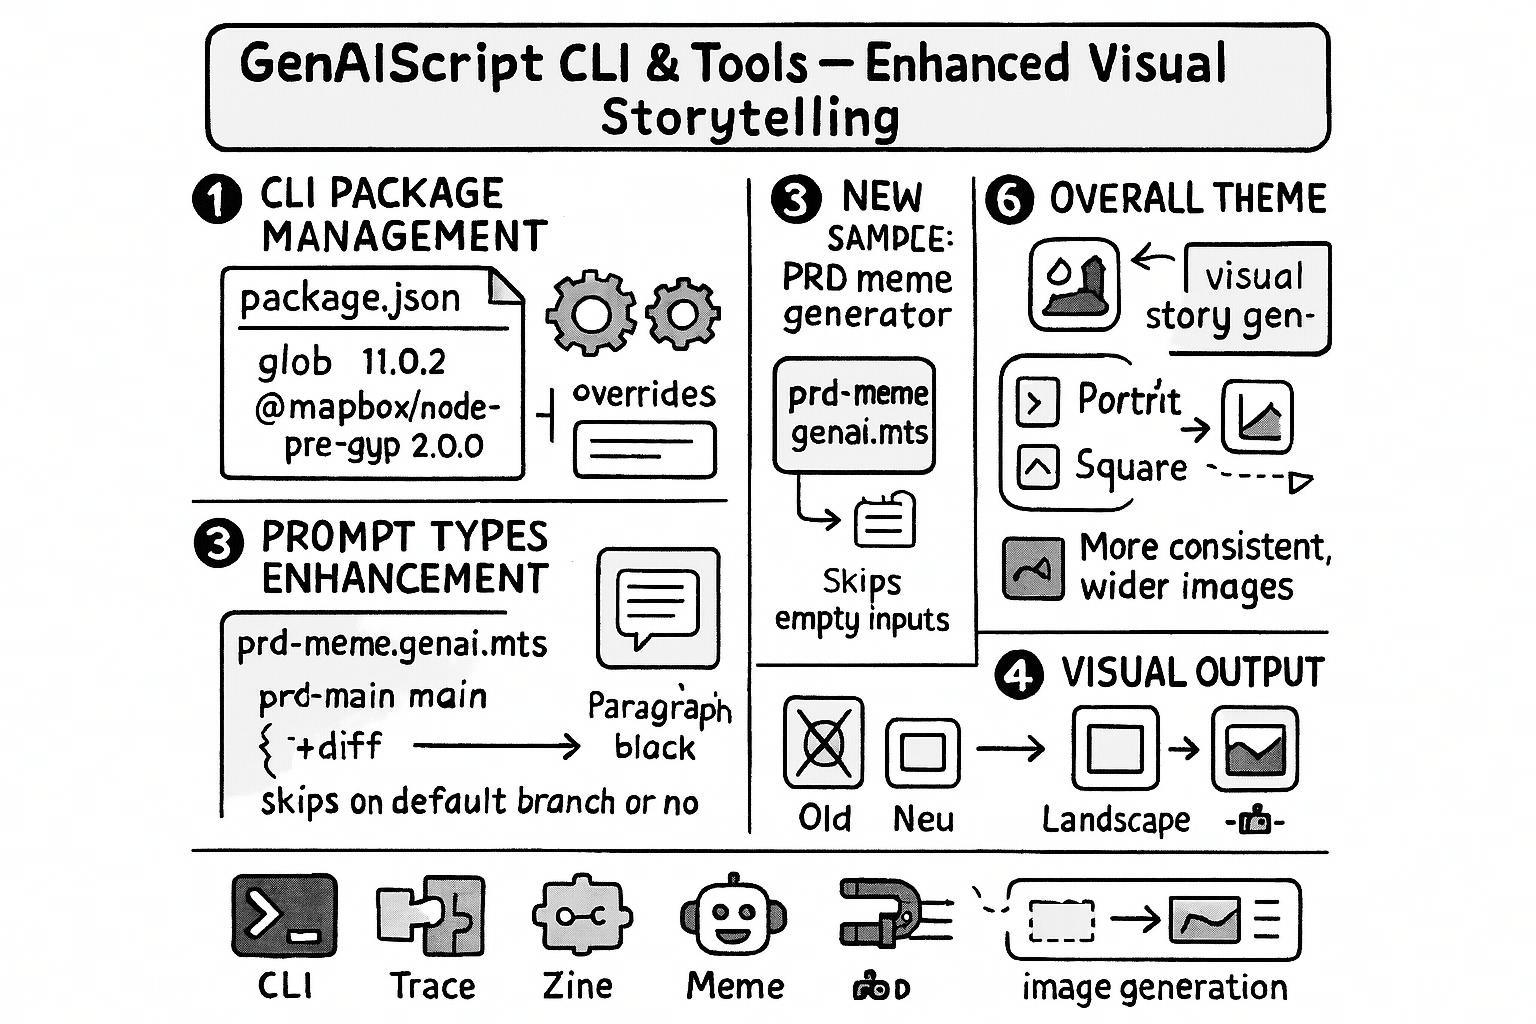 GenAIScript CLI & Tools — Enhanced Visual
Storytelling
1 CLI PACKAGE
MANAGEMENT
package.json
glob 11.0.2
@mapbox/node-
pre-gyp 2.0.0
overrides
3 PROMPT TYPES
ENHANCEMENT
prd-meme.genai.mts
prd-main main
{ -+diff
skips on default branch or no
Paragraph
black
3 NEW
SAMPCE:
PRD meme
generator
prd-meme
genai.mts
Skips
empty inputs
6 OVERALL THEME
visual
story gen-
Portrít
Square
More consistent,
wider images
4 VISUAL OUTPUT
Old
Neu
Landscape
CLI
Trace
Zine
Meme
image generation